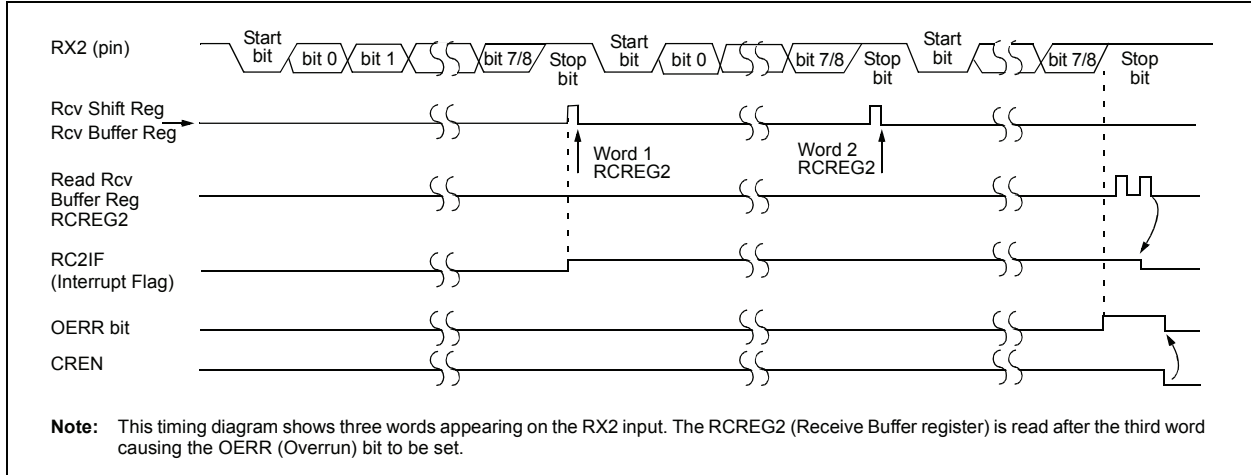 RX2 (pin)
Start bit
bit 0
bit 1
bit 7/8
Stop bit
Start bit
bit 0
bit 7/8
Stop bit
Start bit
bit 7/8
Stop bit
Rcv Shift Reg
Rcv Buffer Reg
Word 1
RCREG2
Word 2
RCREG2
Read Rcv
Buffer Reg
RCREG2
RC2IF
(Interrupt Flag)
OERR bit
CREN
Note: This timing diagram shows three words appearing on the RX2 input. The RCREG2 (Receive Buffer register) is read after the third word
causing the OERR (Overrun) bit to be set.